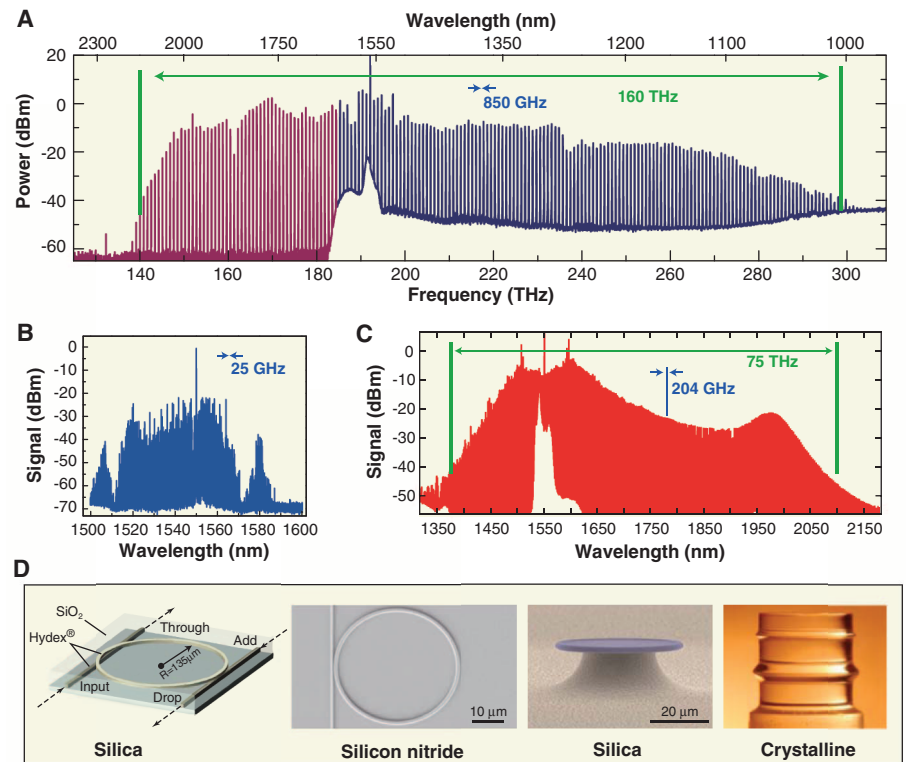 A
Wavelength (nm)
2300 2000 1750 1550 1350 1200 1100 1000
Power (dBm)
20
0
-20
-40
-60
850 GHz
160 THz
140 160 180 200 220 240 260 280 300
Frequency (THz)
B
Signal (dBm)
0
-10
-20
-30
-40
-50
-60
-70
25 GHz
1500 1520 1540 1560 1580 1600
Wavelength (nm)
C
Signal (dBm)
0
-10
-20
-30
-40
-50
75 THz
204 GHz
1350 1450 1550 1650 1750 1850 1950 2050 2150
Wavelength (nm)
D
SiO2
Hydex®
Through
Add
R=135µm
Input
Drop
10 µm
20 µm
Silica
Silicon nitride
Silica
Crystalline